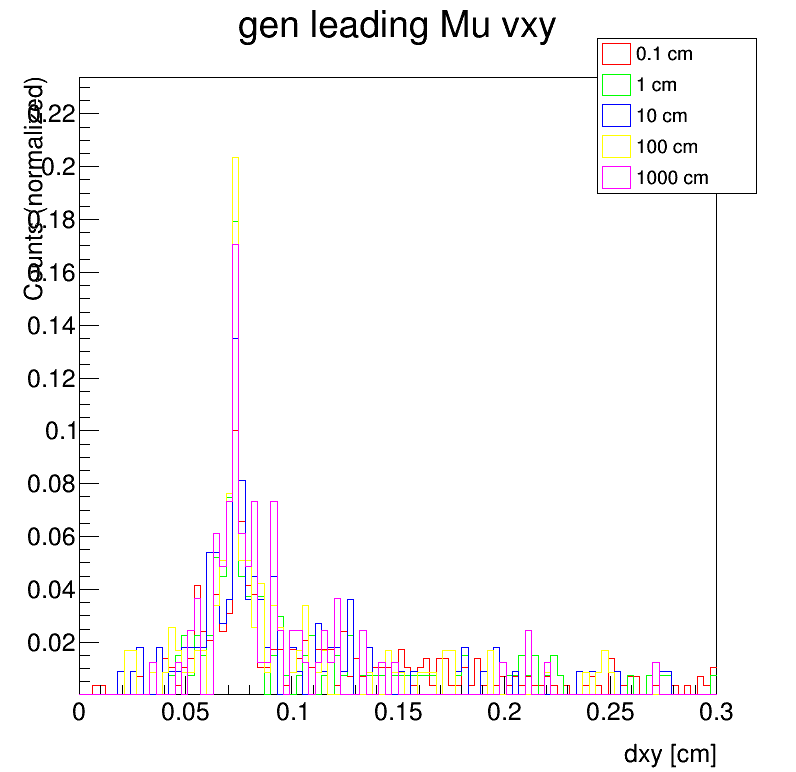 gen leading Mu vxy
0.1 cm
1 cm
10 cm
100 cm
1000 cm
Counts (normalized)
0.22
0.2
0.18
0.16
0.14
0.12
0.1
0.08
0.06
0.04
0.02
0 0.05 0.1 0.15 0.2 0.25 0.3
dxy [cm]